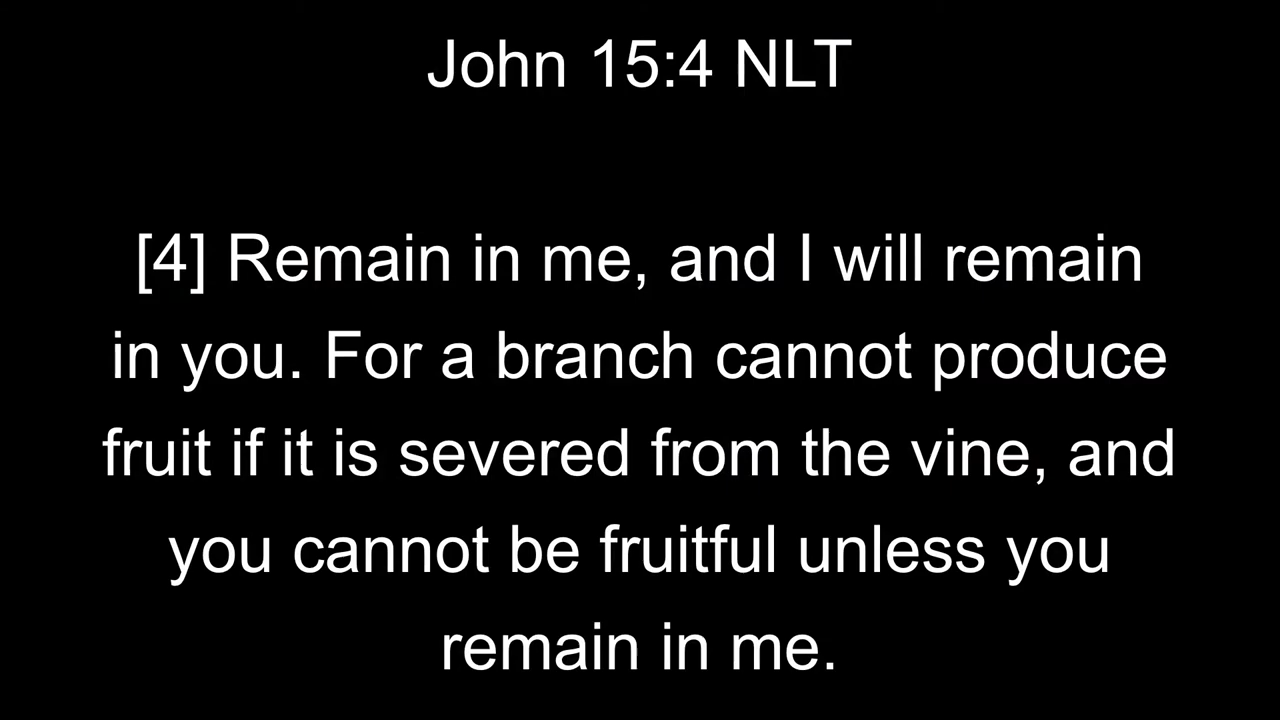 John 15:4 NLT
[4] Remain in me, and I will remain
in you. For a branch cannot produce
fruit if it is severed from the vine, and
you cannot be fruitful unless you
remain in me.